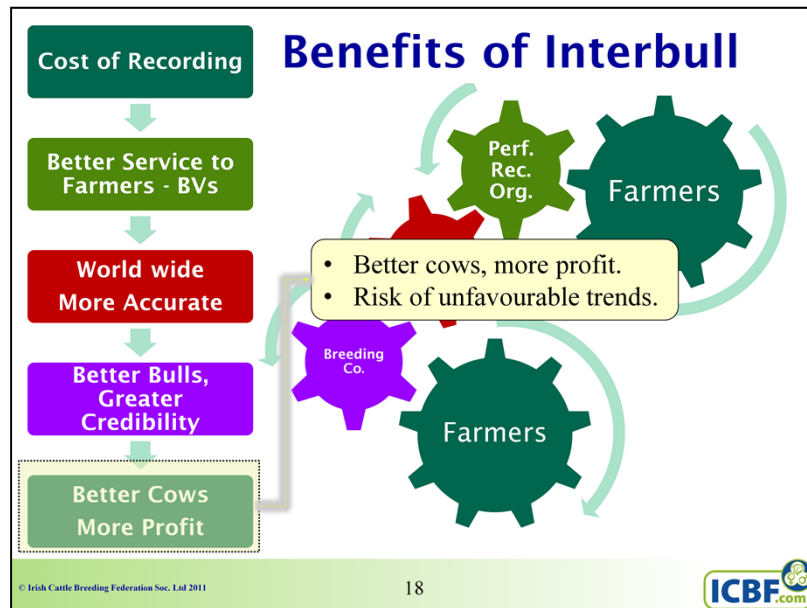 Benefits of Interbull
Cost of Recording
Better Service to
Farmers - BVs
World wide
More Accurate
Better Bulls,
Greater
Credibility
Better Cows
More Profit
Perf.
Rec.
Org.
Farmers
• Better cows, more profit.
• Risk of unfavourable trends.
Breeding
Co.
Farmers
© Irish Cattle Breeding Federation Soc. Ltd 2011
18
ICBF
.com